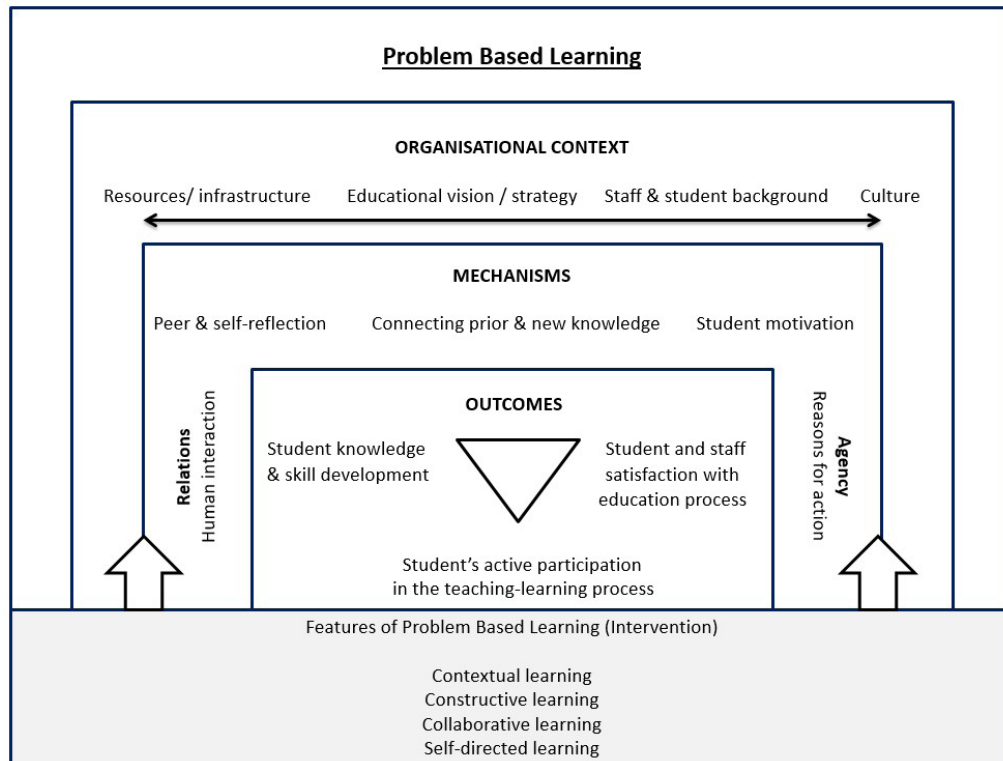 Problem Based Learning
ORGANISATIONAL CONTEXT
Resources/ infrastructure Educational vision / strategy Staff & student background Culture
MECHANISMS
Peer & self-reflection Connecting prior & new knowledge Student motivation
Relations
Human interaction
OUTCOMES
Student knowledge
& skill development
Student and staff
satisfaction with
education process
Student’s active participation
in the teaching-learning process
Agency
Reasons for action
Features of Problem Based Learning (Intervention)
Contextual learning
Constructive learning
Collaborative learning
Self-directed learning